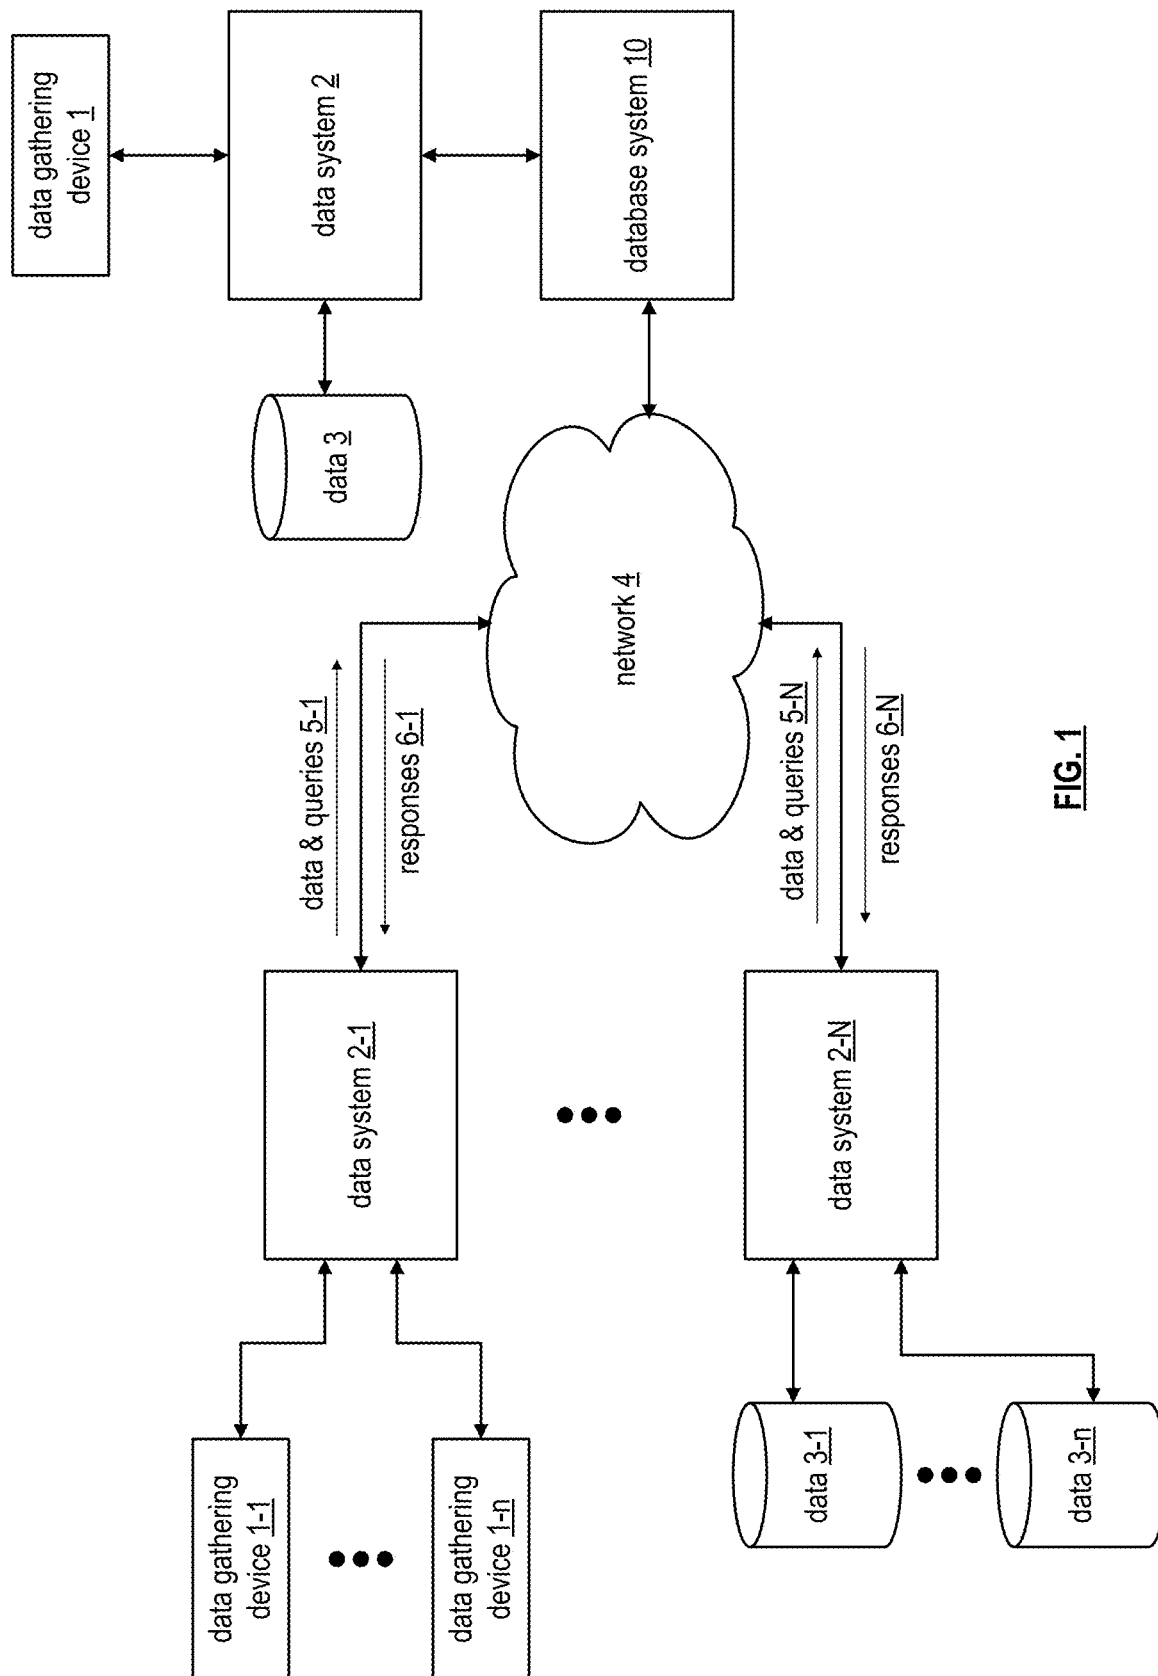 data gathering
device 1-1
data gathering
device 1-n
data system 2-1
data & queries 5-1
responses 6-1
data 3
data gathering
device 1
data system 2
database system 10
network 4
data 3-1
data 3-n
data system 2-N
data & queries 5-N
responses 6-N
FIG. 1